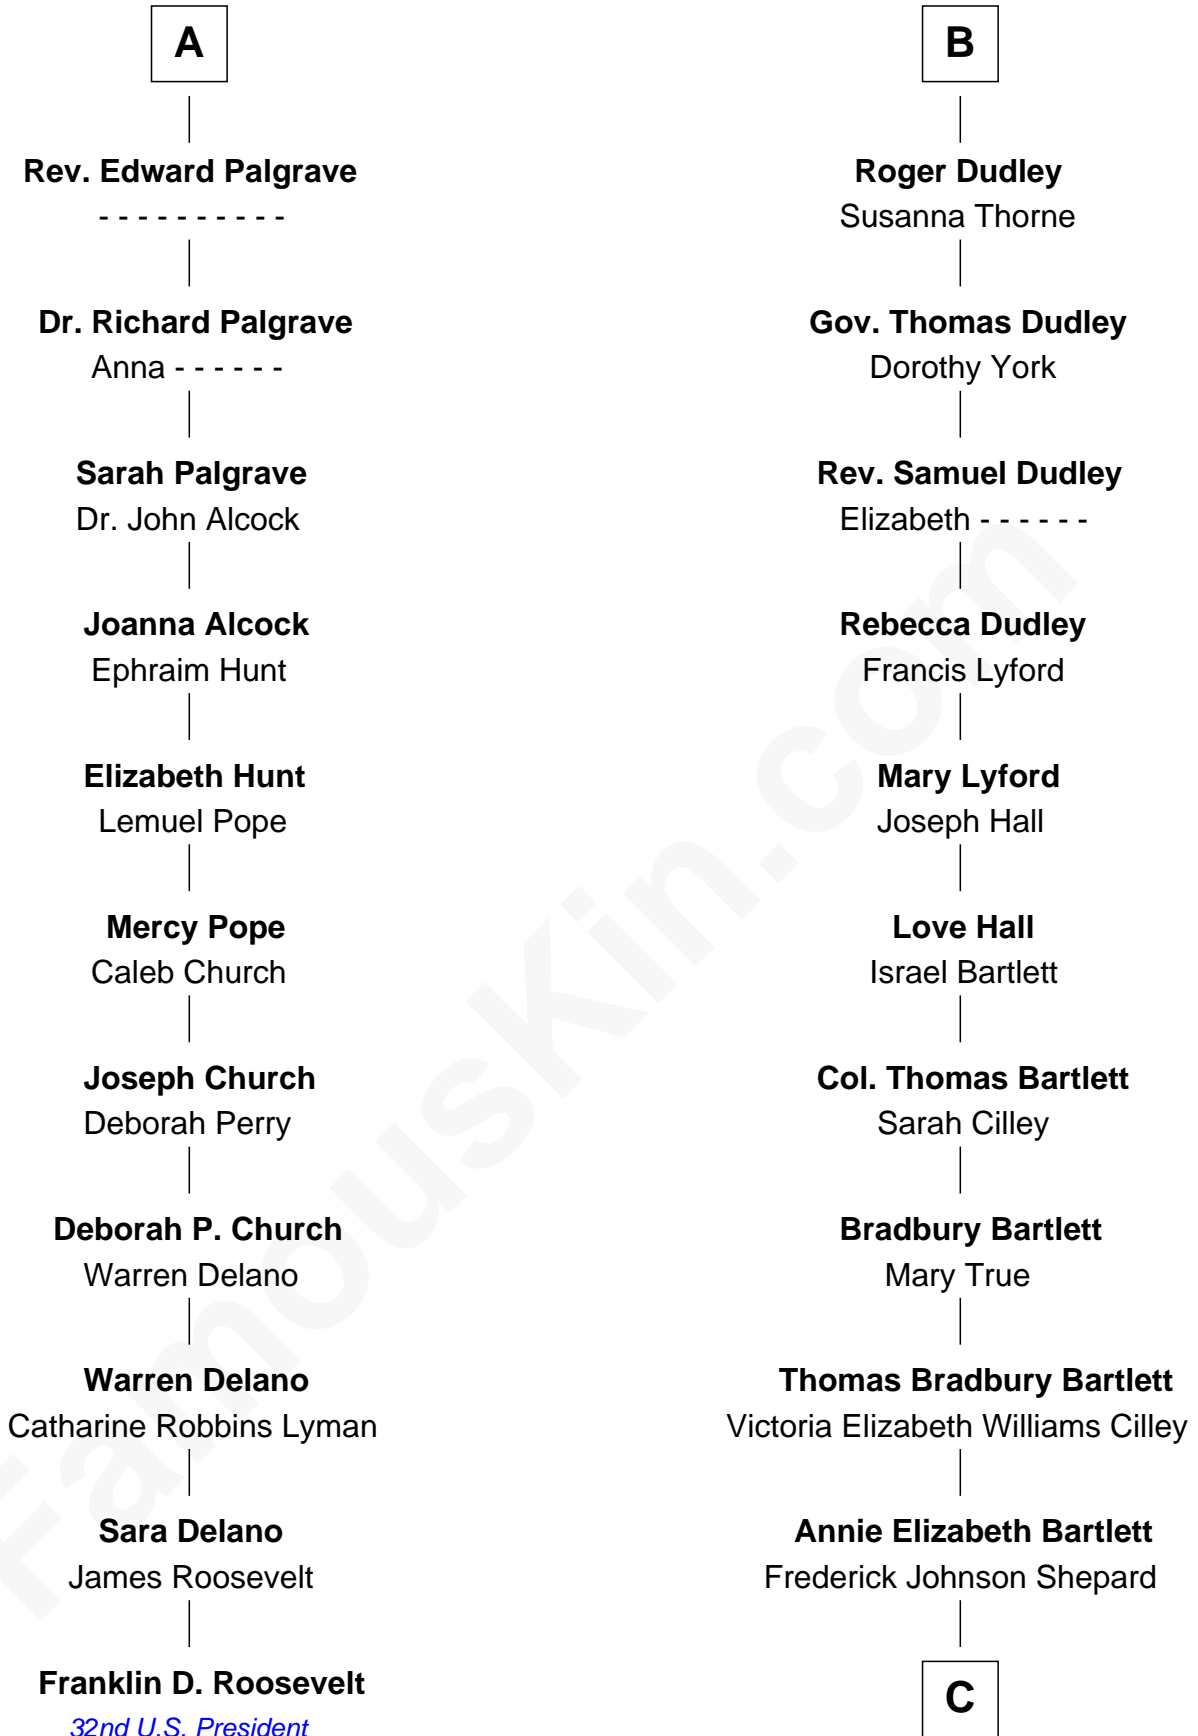 A
Rev. Edward Palgrave
- - - - - - - - - -
Dr. Richard Palgrave
Anna - - - - - -
Sarah Palgrave
Dr. John Alcock
Joanna Alcock
Ephraim Hunt
Elizabeth Hunt
Lemuel Pope
Mercy Pope
Caleb Church
Joseph Church
Deborah Perry
Deborah P. Church
Warren Delano
Warren Delano
Catharine Robbins Lyman
Sara Delano
James Roosevelt
Franklin D. Roosevelt
32nd U.S. President
B
Roger Dudley
Susanna Thorne
Gov. Thomas Dudley
Dorothy York
Rev. Samuel Dudley
Elizabeth - - - - - -
Rebecca Dudley
Francis Lyford
Mary Lyford
Joseph Hall
Love Hall
Israel Bartlett
Col. Thomas Bartlett
Sarah Cilley
Bradbury Bartlett
Mary True
Thomas Bradbury Bartlett
Victoria Elizabeth Williams Cilley
Annie Elizabeth Bartlett
Frederick Johnson Shepard
C
FamousKin.com